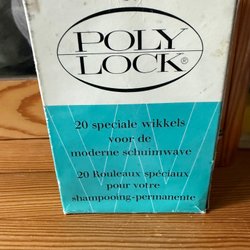 POLY
LOCK®
20 speciale wikkels
voor de
moderne schuimwave
20 Rouleaux spéciaux
pour votre
shampooing-permanente